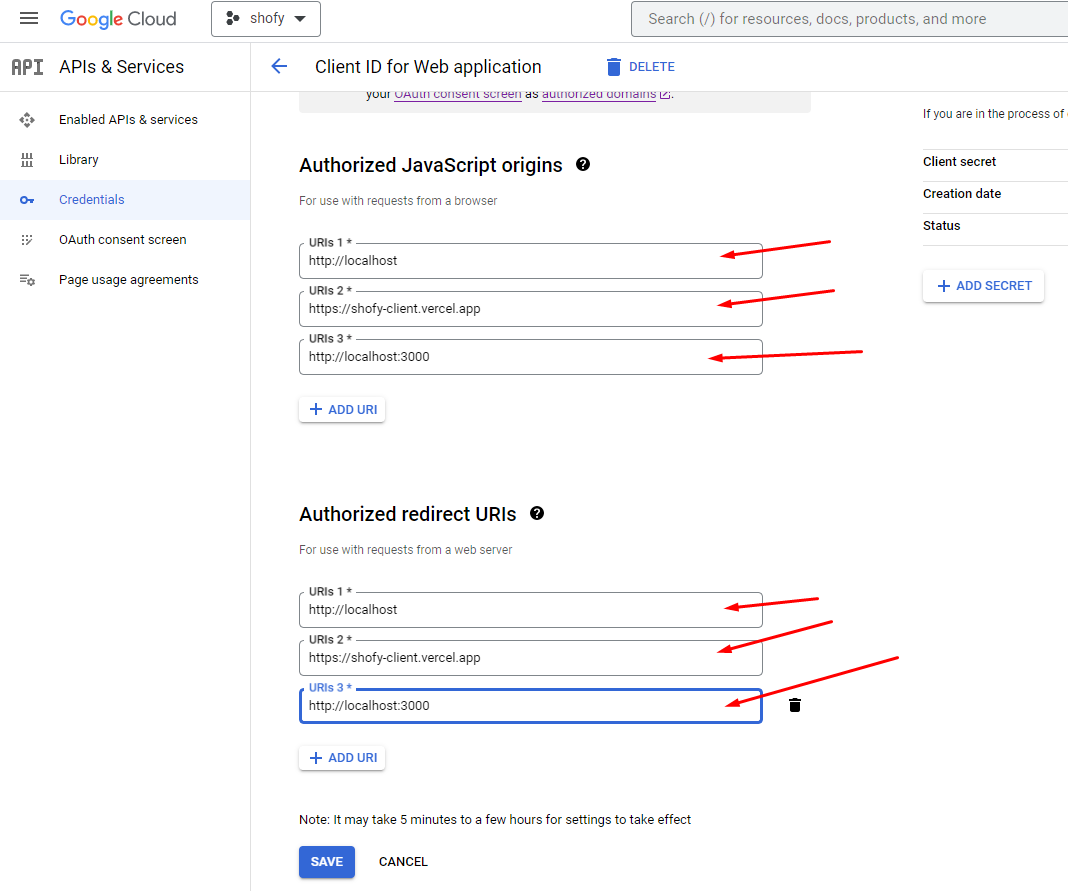 Google Cloud
shofy
Search (/) for resources, docs, products, and more
API APIs & Services
Client ID for Web application
DELETE
your OAuth consent screen as authorized domains .
Enabled APIs & services
Library
Credentials
OAuth consent screen
Page usage agreements
Authorized JavaScript origins
For use with requests from a browser
URIs 1 *
http://localhost
URIs 2 *
https://shofy-client.vercel.app
URIs 3 *
http://localhost:3000
ADD URI
Authorized redirect URIs
For use with requests from a web server
URIs 1 *
http://localhost
URIs 2 *
https://shofy-client.vercel.app
URIs 3 *
http://localhost:3000
ADD URI
Note: It may take 5 minutes to a few hours for settings to take effect
SAVE
CANCEL
If you are in the process of
Client secret
Creation date
Status
ADD SECRET